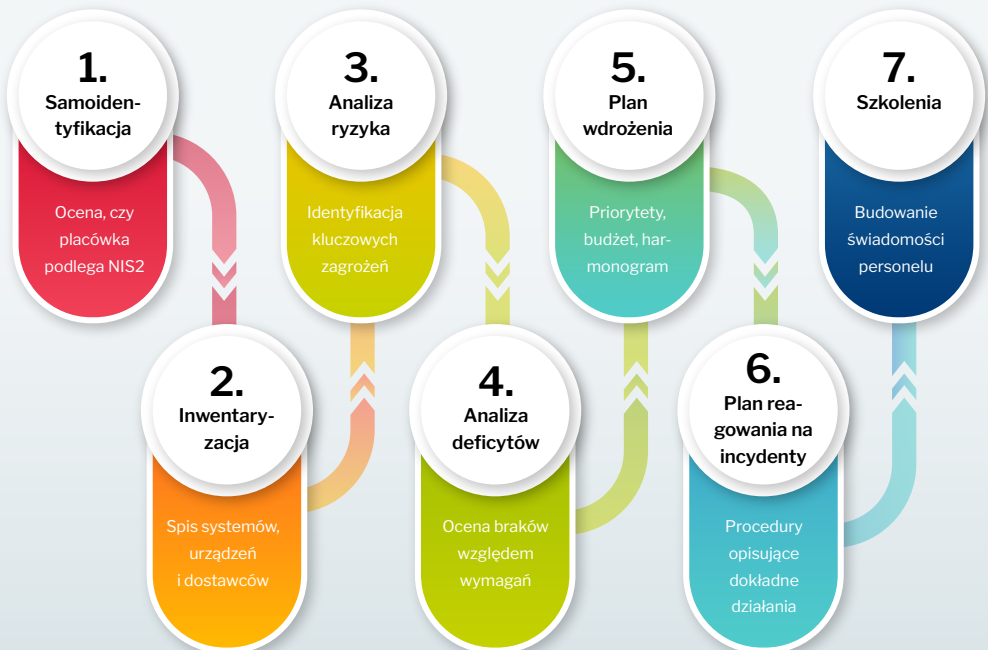 1.
Samoiden-
tyfikacja
Ocena, czy
placówka
podlega NIS2
2.
Inwentary-
zacja
Spis systemów,
urządzeń
i dostawców
3.
Analiza
ryzyka
Identyfikacja
kluczowych
zagrożeń
4.
Analiza
deficytów
Ocena braków
względem
wymagań
5.
Plan
wdrożenia
Priorytety,
budżet, har-
monogram
6.
Plan rea-
gowania na
incydenty
Procedury
opisujące
dokładne
działania
7.
Szkolenia
Budowanie
świadomości
personelu